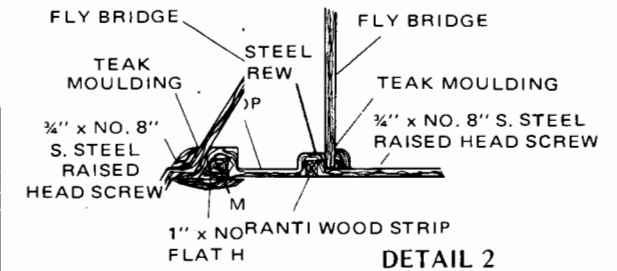 FLY BRIDGE
STEEL
REW
FLY BRIDGE
TEAK
MOULDING
TEAK MOULDING
¾" x NO. 8"
S. STEEL
RAISED
HEAD SCREW
¾" x NO. 8" S. STEEL
RAISED HEAD SCREW
M
1" x NO
FLAT H
RANTI WOOD STRIP
DETAIL 2